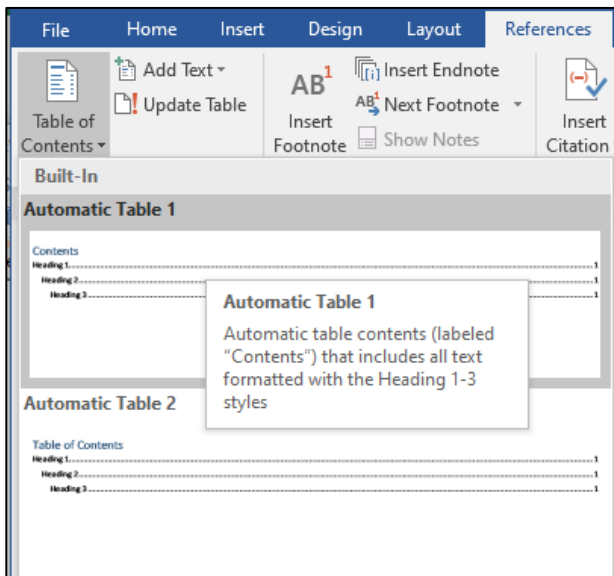 File Home Insert Design Layout References
Add Text
Update Table
Table of
Contents
AB1
Insert
Footnote
[i] Insert Endnote
AB1 Next Footnote
Show Notes
(-)
Insert
Citation
Built-In
Automatic Table 1
Contents
Heading 1........................................................................1
Heading 2........................................................................1
Heading 3........................................................................1
Automatic Table 1
Automatic table contents (labeled
“Contents”) that includes all text
formatted with the Heading 1-3
styles
Automatic Table 2
Table of Contents
Heading 1........................................................................1
Heading 2........................................................................1
Heading 3........................................................................1